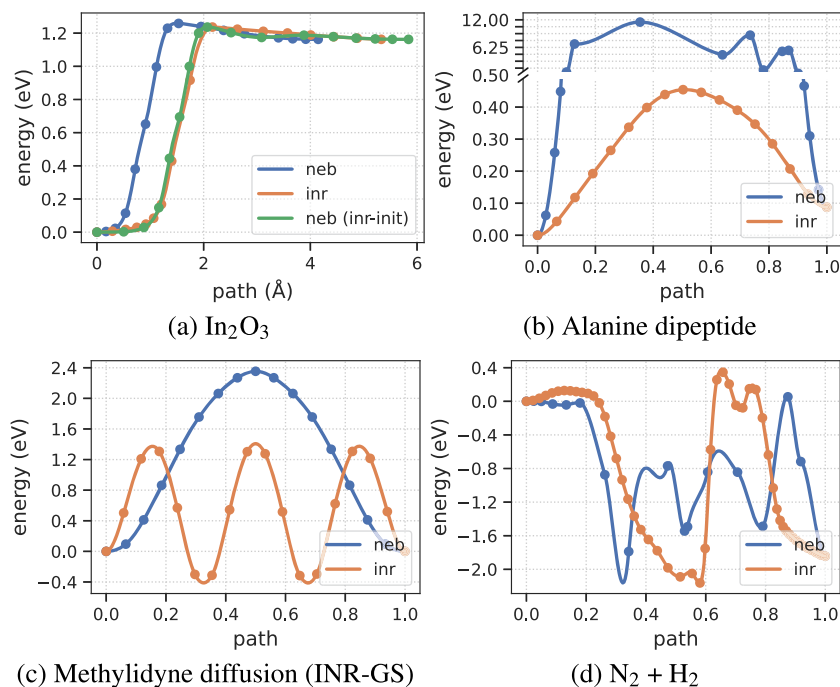 1.2
1.0
0.8
0.6
0.4
0.2
0.0
energy (eV)
neb
inr
neb (inr-init)
0
2
4
6
path (Å)
(a) In₂O₃
12.00
6.25
0.50
0.40
0.30
0.20
0.10
0.00
energy (eV)
neb
inr
0.0
0.2
0.4
0.6
0.8
1.0
path
(b) Alanine dipeptide
2.4
2.0
1.6
1.2
0.8
0.4
0.0
−0.4
energy (eV)
neb
inr
0.0
0.2
0.4
0.6
0.8
1.0
path
(c) Methylidyne diffusion (INR-GS)
0.4
0.0
−0.4
−0.8
−1.2
−1.6
−2.0
energy (eV)
neb
inr
0.0
0.2
0.4
0.6
0.8
1.0
path
(d) N₂ + H₂